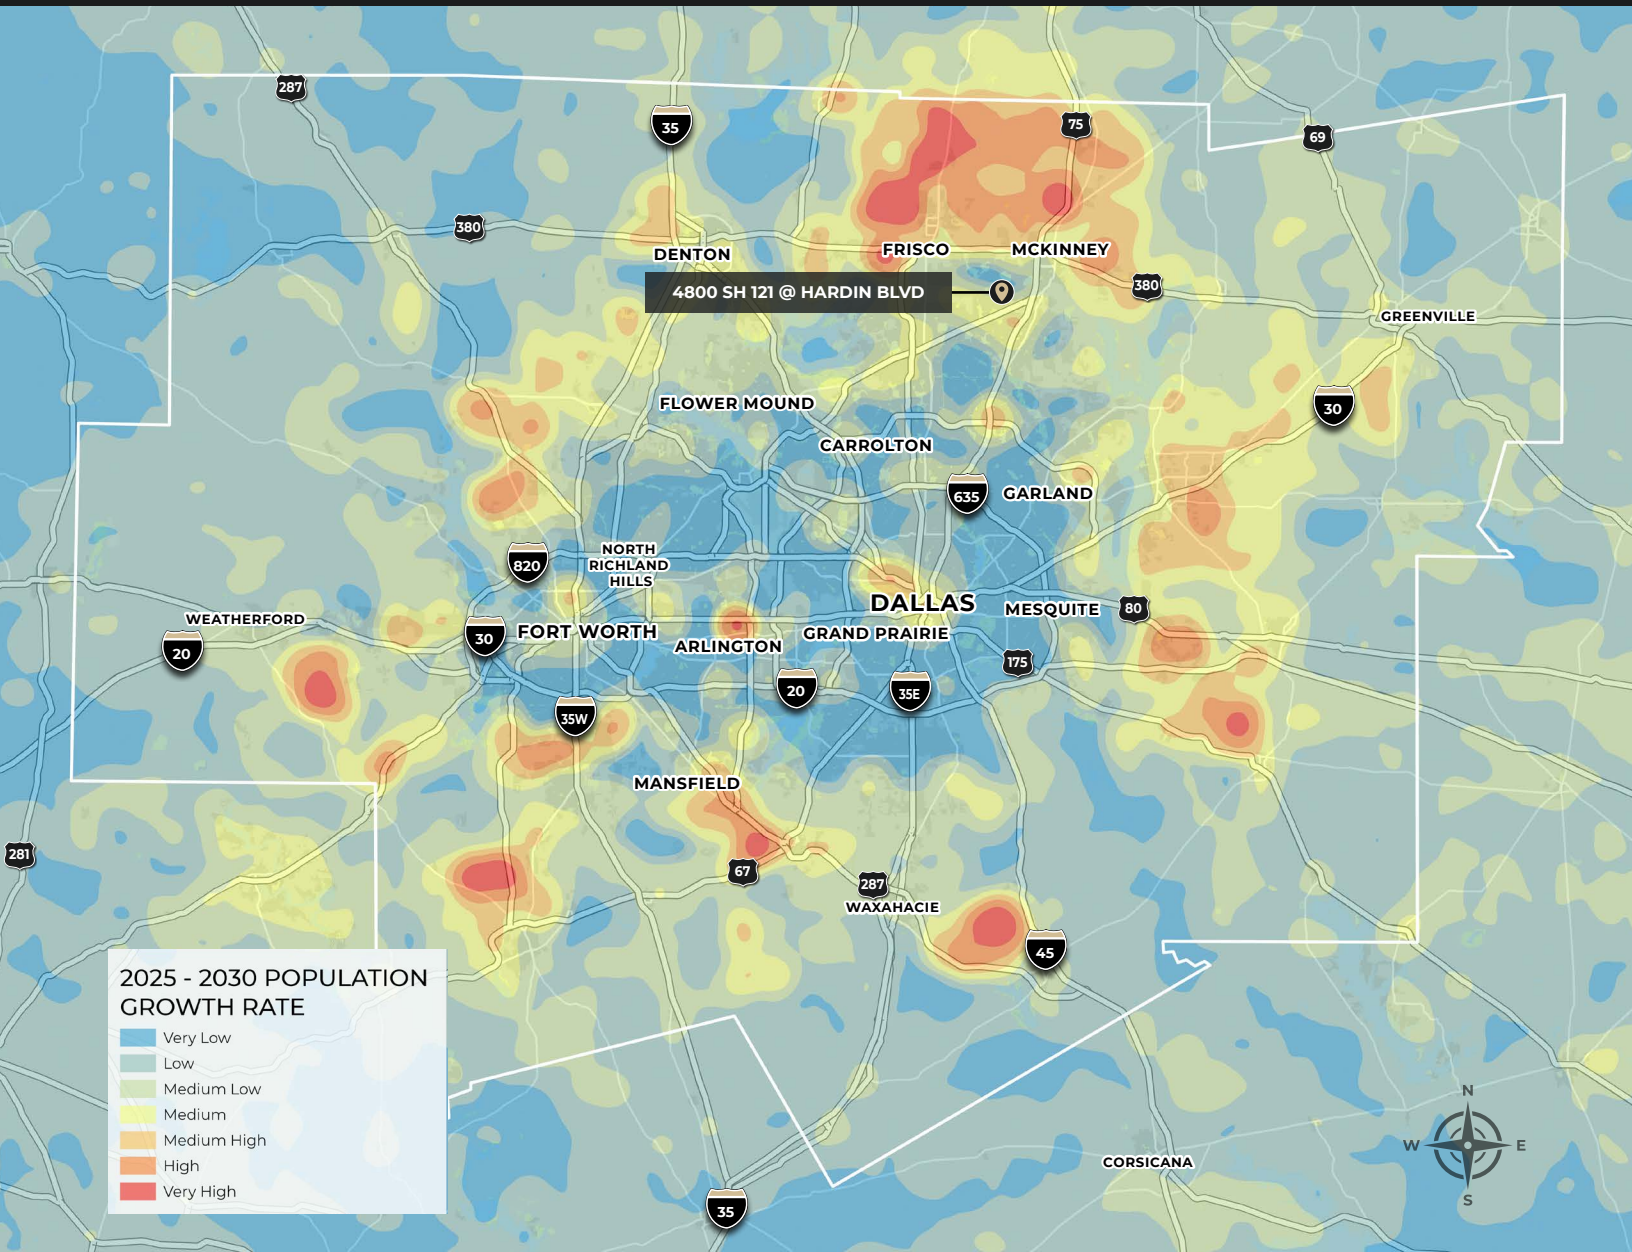 287
35
75
69
380
DENTON
FRISCO
MCKINNEY
4800 SH 121 @ HARDIN BLVD
380
GREENVILLE
FLOWER MOUND
30
CARROLTON
635
GARLAND
820
NORTH
RICHLAND
HILLS
DALLAS
MESQUITE
80
WEATHERFORD
20
30
FORT WORTH
ARLINGTON
GRAND PRAIRIE
175
20
35E
35W
MANSFIELD
281
67
287
WAXAHACIE
45
2025 - 2030 POPULATION
GROWTH RATE
Very Low
Low
Medium Low
Medium
Medium High
High
Very High
N
W
E
S
CORSICANA
35